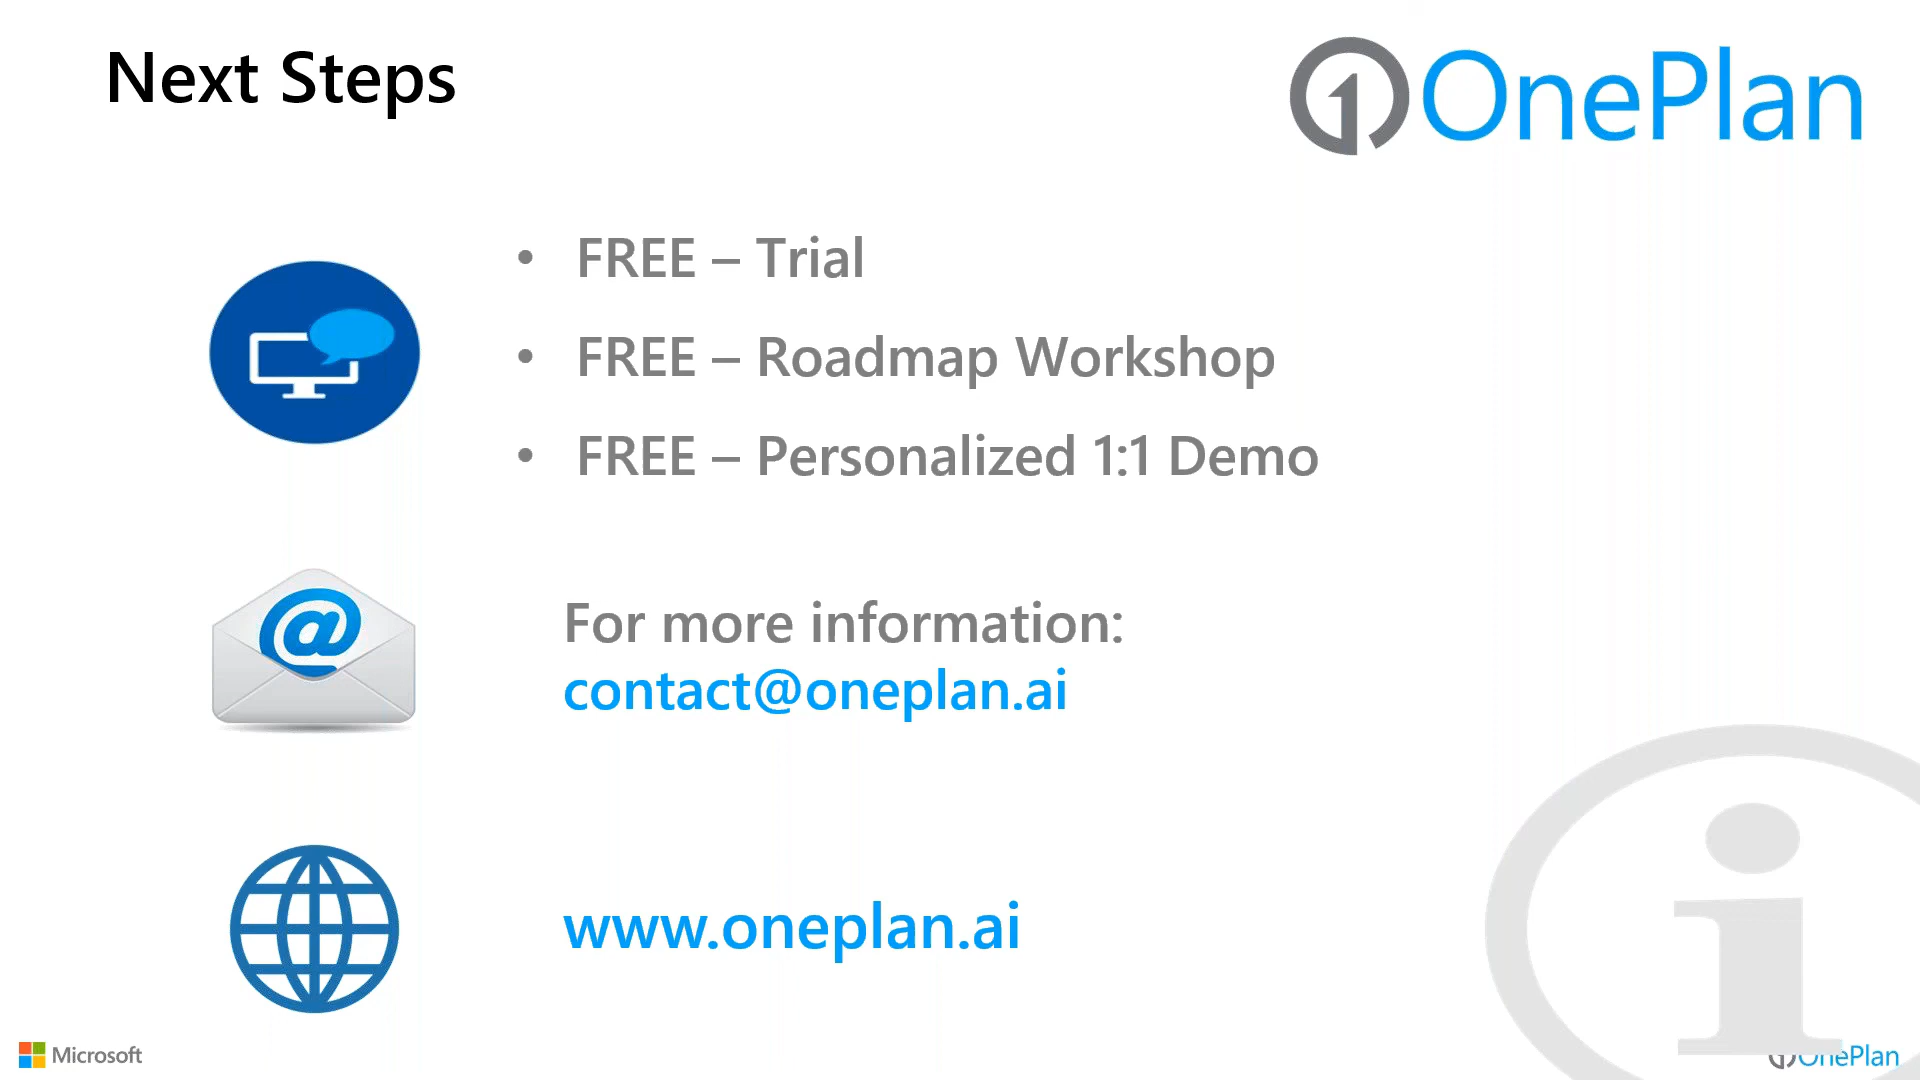 Next Steps
OnePlan
• FREE – Trial
• FREE – Roadmap Workshop
• FREE – Personalized 1:1 Demo
For more information:
contact@oneplan.ai
www.oneplan.ai
Microsoft
OnePlan